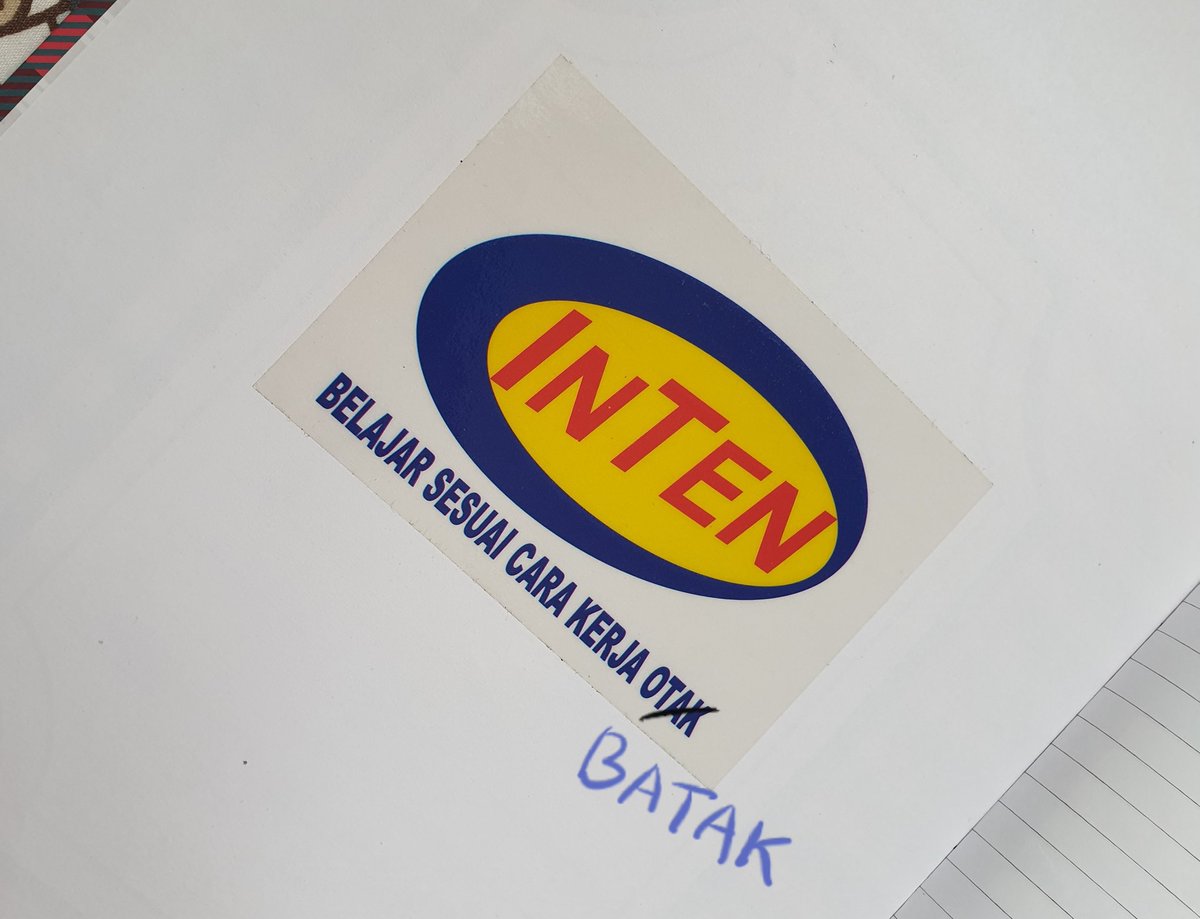 INTEN
BELAJAR SESUAI CARA KERJA OTAK
BATAK